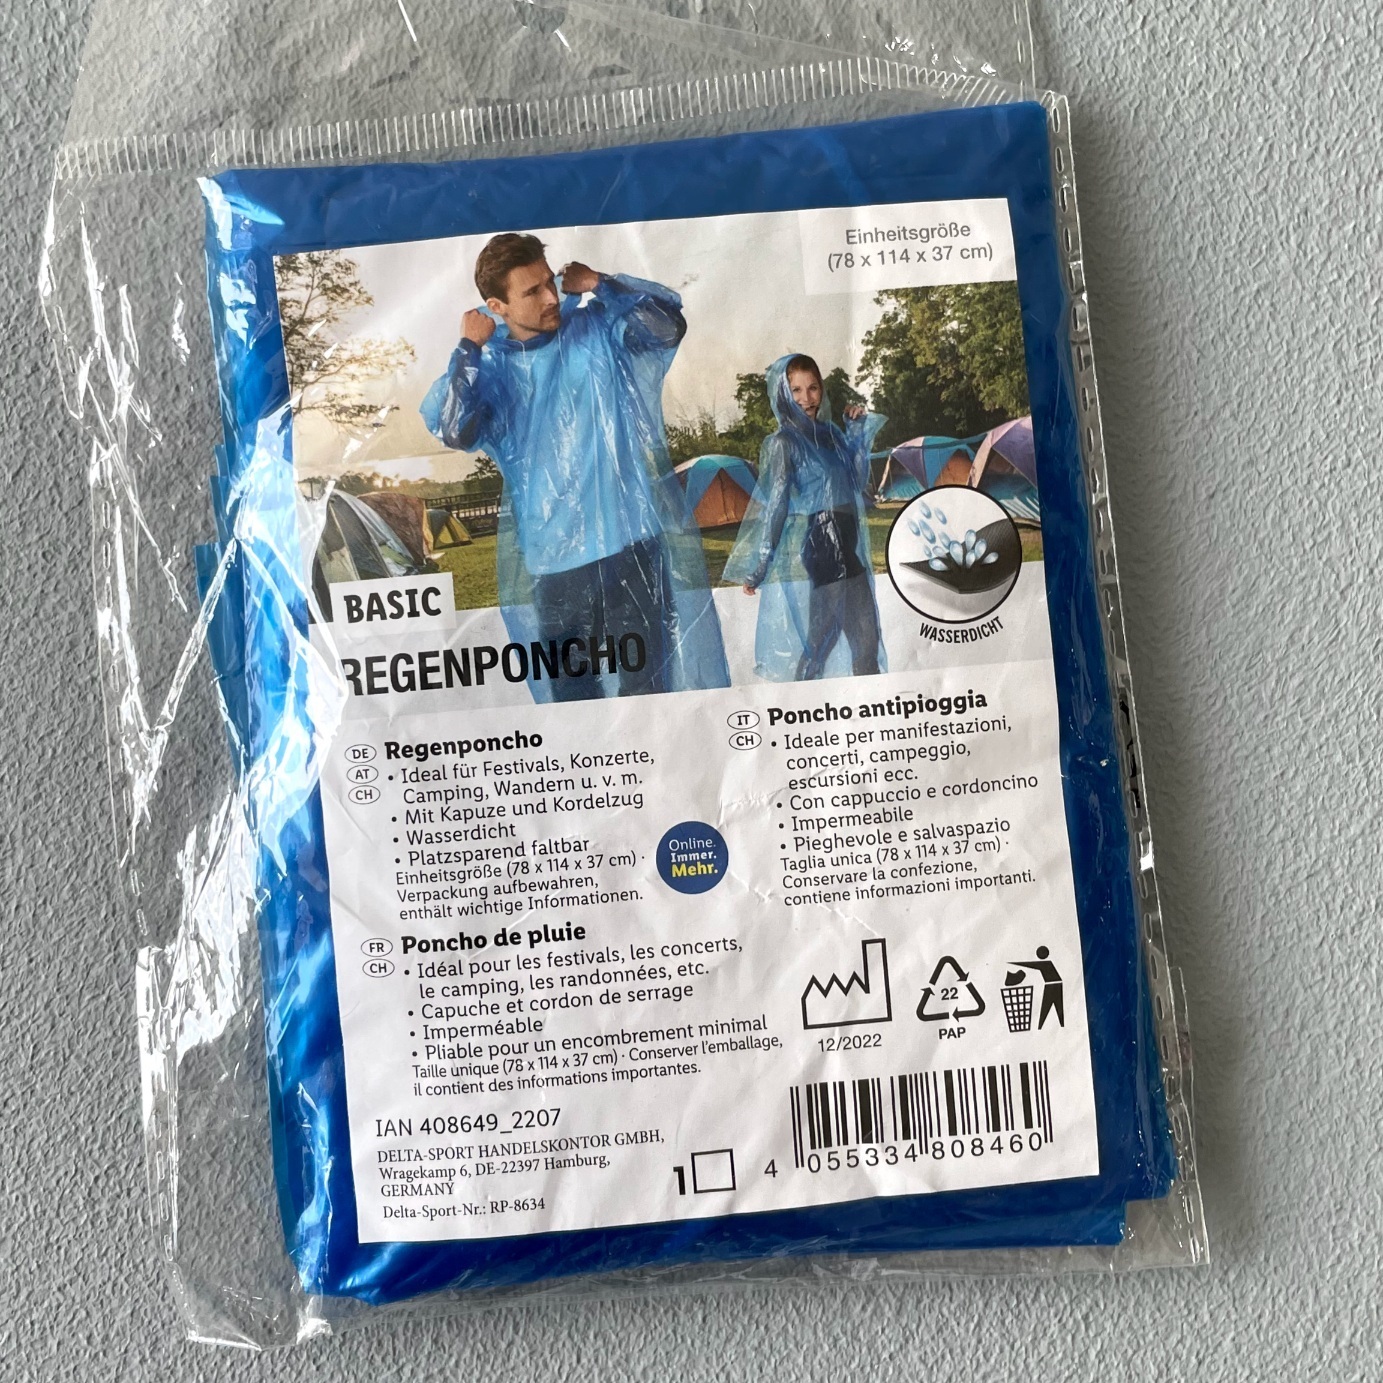 Einheitsgröße
(78 x 114 x 37 cm)
WASSERDICHT
BASIC
REGENPONCHO
DE AT CH
Regenponcho
• Ideal für Festivals, Konzerte,
Camping, Wandern u. v. m.
• Mit Kapuze und Kordelzug
• Wasserdicht
• Platzsparend faltbar
Einheitsgröße (78 x 114 x 37 cm) ·
Verpackung aufbewahren,
enthält wichtige Informationen.
Online.
Immer.
Mehr.
IT CH
Poncho antipioggia
• Ideale per manifestazioni,
concerti, campeggio,
escursioni ecc.
• Con cappuccio e cordoncino
• Impermeabile
• Pieghevole e salvaspazio
Taglia unica (78 x 114 x 37 cm) ·
Conservare la confezione,
contiene informazioni importanti.
FR CH
Poncho de pluie
• Idéal pour les festivals, les concerts,
le camping, les randonnées, etc.
• Capuche et cordon de serrage
• Imperméable
• Pliable pour un encombrement minimal
Taille unique (78 x 114 x 37 cm) · Conserver l'emballage,
il contient des informations importantes.
12/2022
22
PAP
IAN 408649_2207
DELTA-SPORT HANDELSKONTOR GMBH,
Wragekamp 6, DE-22397 Hamburg,
GERMANY
Delta-Sport-Nr.: RP-8634
1
4 055334 808460